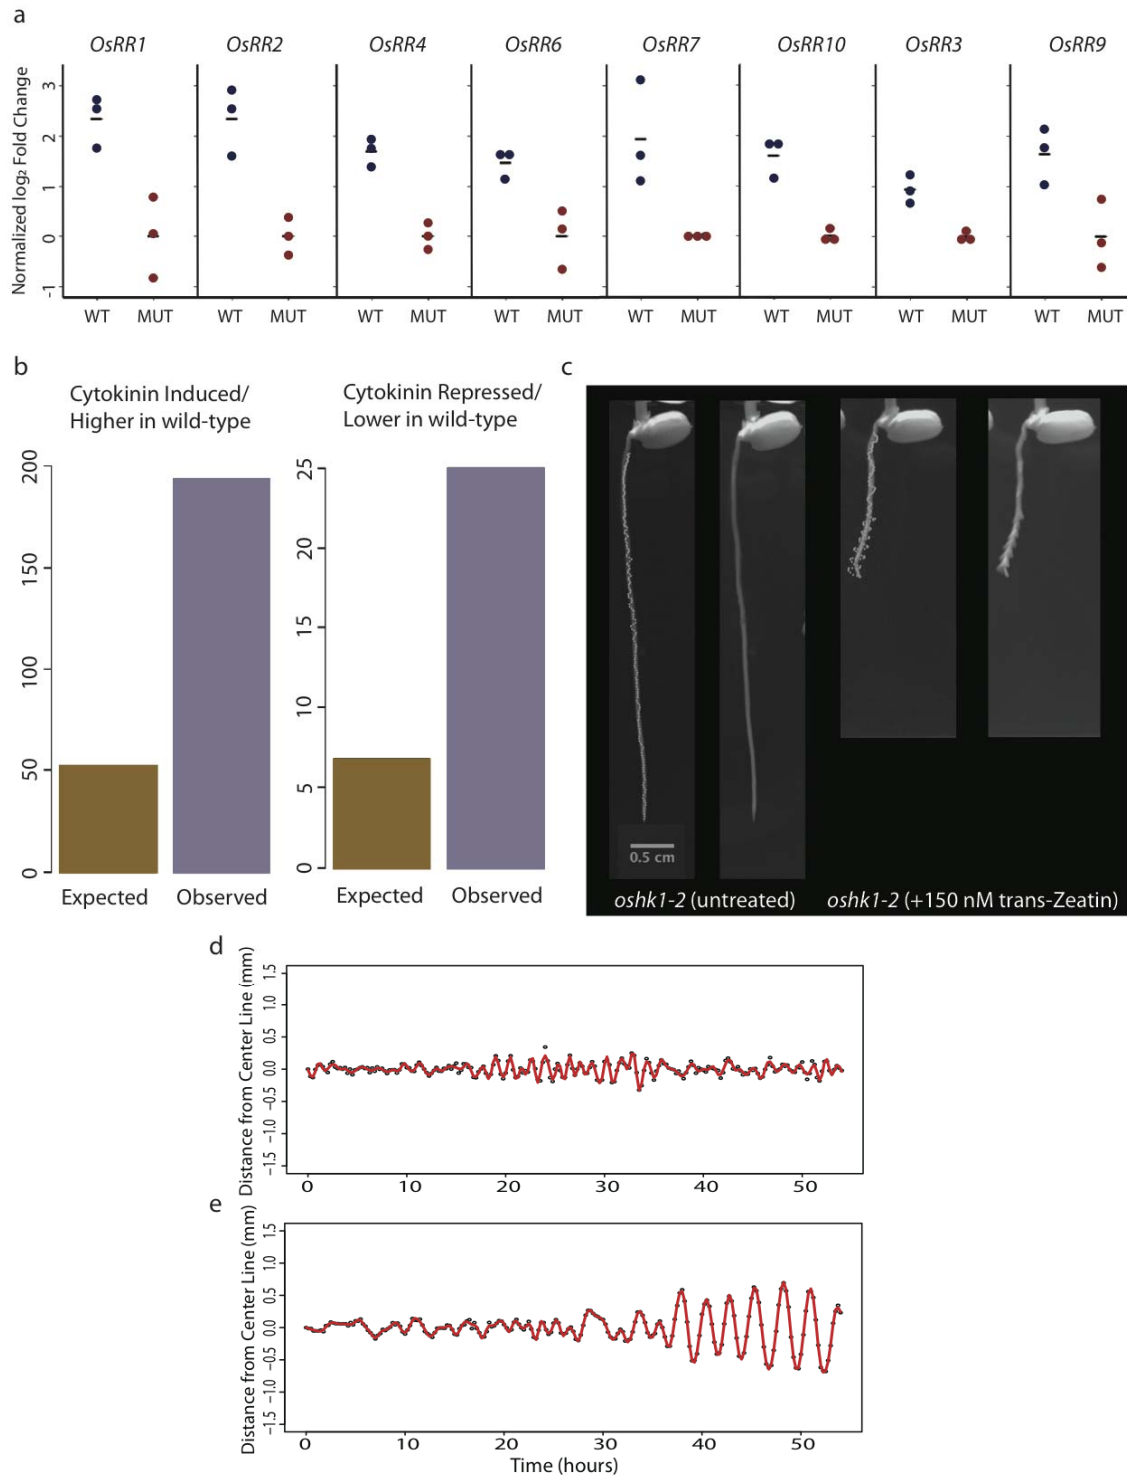 a
OsRR1 OsRR2 OsRR4 OsRR6 OsRR7 OsRR10 OsRR3 OsRR9
Normalized log₂ Fold Change
3
2
1
0
-1
WT MUT WT MUT WT MUT WT MUT WT MUT WT MUT WT MUT WT MUT
b
Cytokinin Induced/
Higher in wild-type
200
150
100
50
0
Expected Observed
Cytokinin Repressed/
Lower in wild-type
25
20
15
10
5
0
Expected Observed
c
0.5 cm
oshk1-2 (untreated) oshk1-2 (+150 nM trans-Zeatin)
d
Distance from Center Line (mm)
1.5
1.0
0.5
0.0
-0.5
-1.0
-1.5
0 10 20 30 40 50
e
Distance from Center Line (mm)
1.5
1.0
0.5
0.0
-0.5
-1.0
-1.5
0 10 20 30 40 50
Time (hours)